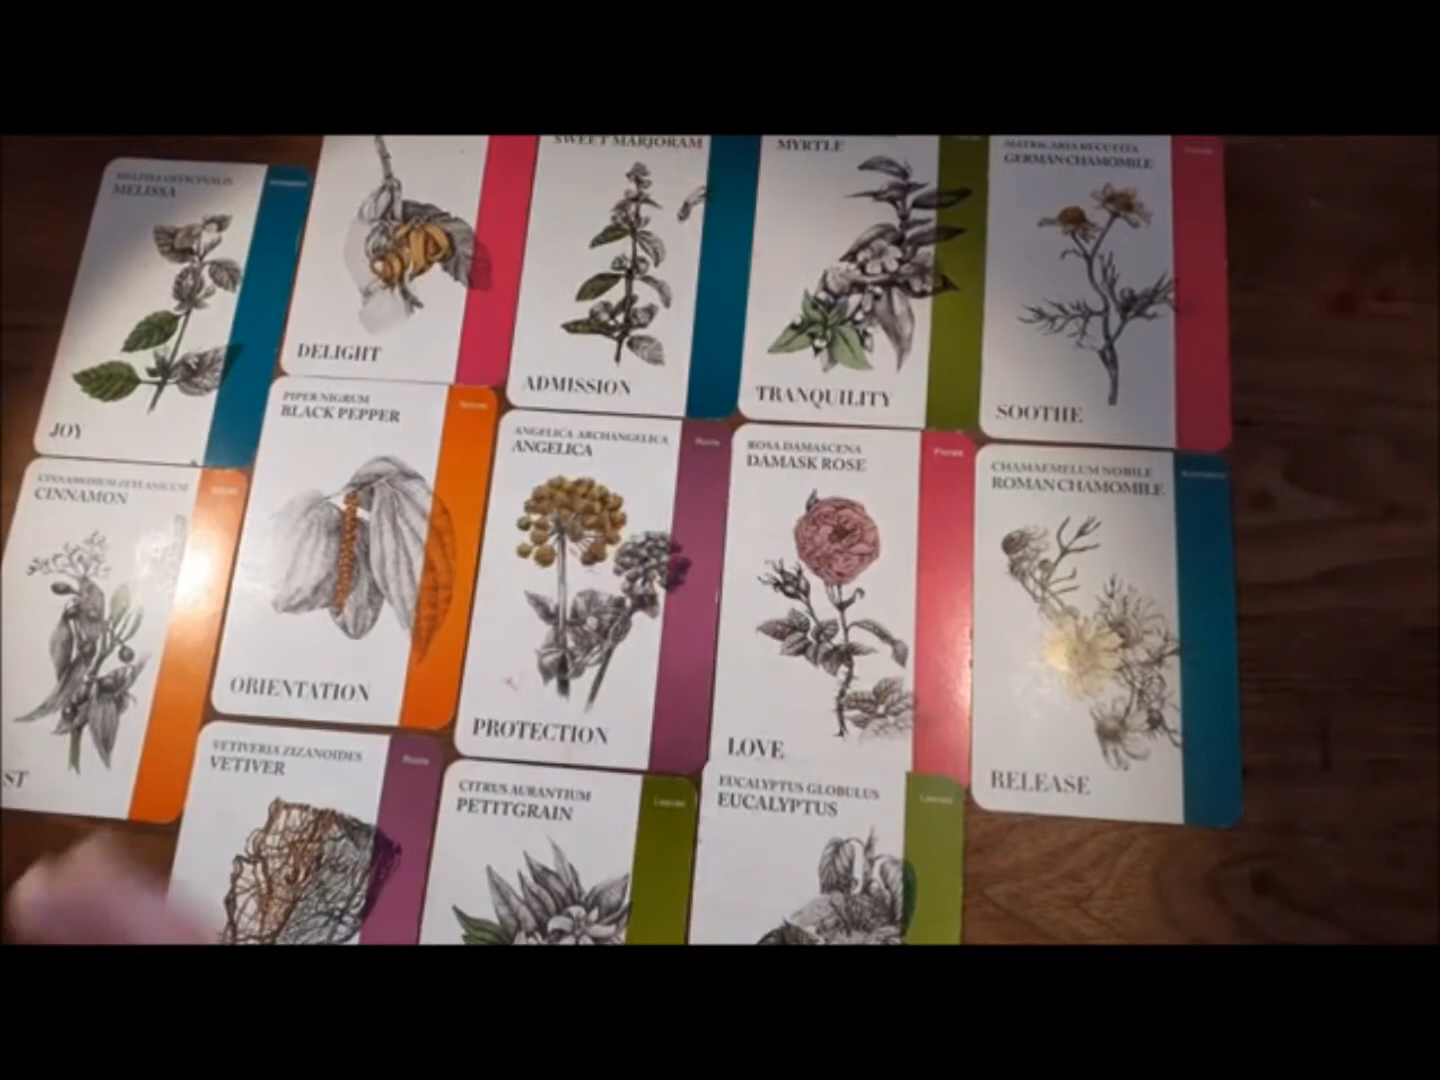 MELISSA OFFICINALIS
MELISSA
JOY
DELIGHT
SWEET MARJORAM
ADMISSION
MYRTLE
TRANQUILITY
MATRICARIA RECUTITA
GERMAN CHAMOMILE
SOOTHE
CINNAMOMUM ZEYLANICUM
CINNAMON
ST
PIPER NIGRUM
BLACK PEPPER
ORIENTATION
ANGELICA ARCHANGELICA
ANGELICA
Roots
PROTECTION
ROSA DAMASCENA
DAMASK ROSE
LOVE
CHAMAEMELUM NOBILE
ROMAN CHAMOMILE
RELEASE
VETIVERIA ZIZANOIDES
VETIVER
Roots
CITRUS AURANTIUM
PETITGRAIN
Leaves
EUCALYPTUS GLOBULUS
EUCALYPTUS
Leaves